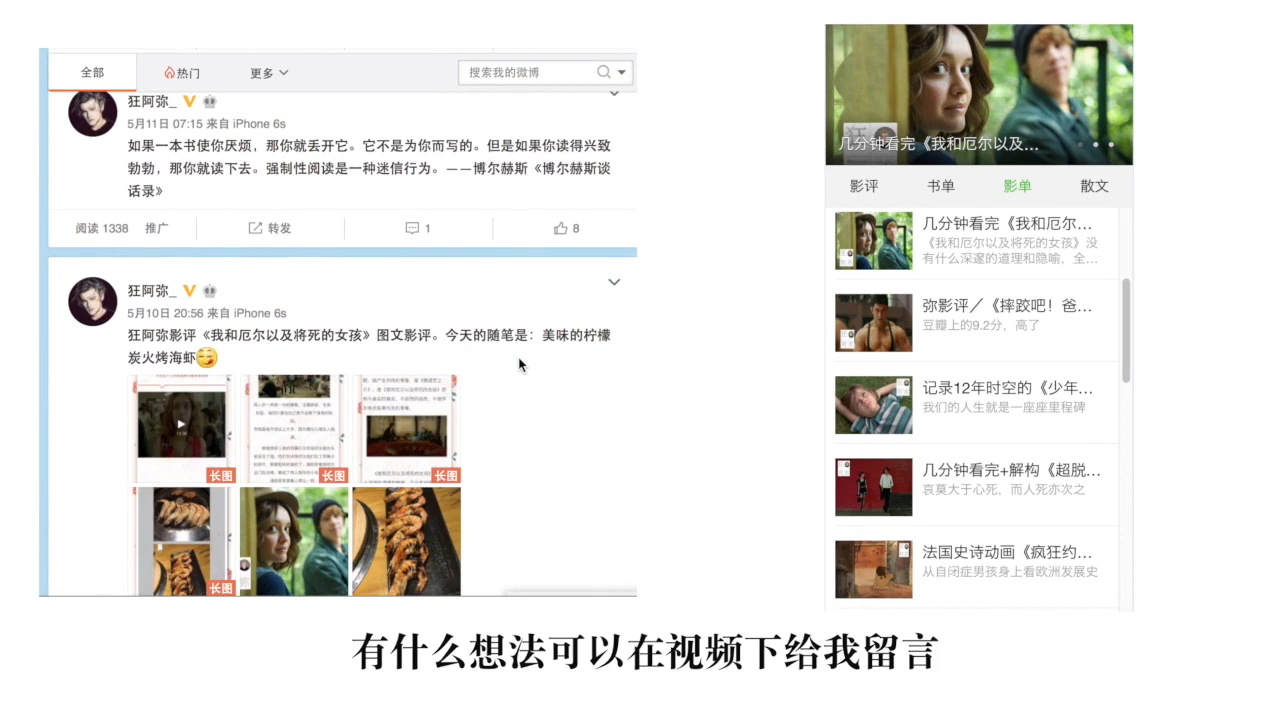 全部
热门
更多
搜索我的微博
狂阿弥_
5月11日 07:15 来自 iPhone 6s
如果一本书使你厌烦，那你就丢开它。它不是为你而写的。但是如果你读得兴致
勃勃，那你就读下去。强制性阅读是一种迷信行为。——博尔赫斯《博尔赫斯谈
话录》
阅读 1338 推广
转发
1
8
狂阿弥_
5月10日 20:56 来自 iPhone 6s
狂阿弥影评《我和厄尔以及将死的女孩》图文影评。今天的随笔是：美味的柠檬
炭火烤海虾
长图
长图
长图
长图
几分钟看完《我和厄尔以及...
影评
书单
影单
散文
几分钟看完《我和厄尔...
《我和厄尔以及将死的女孩》没
有什么深邃的道理和隐喻，全...
弥影评／《摔跤吧！爸...
豆瓣上的9.2分，高了
记录12年时空的《少年...
我们的人生就是一座座里程碑
几分钟看完+解构《超脱...
哀莫大于心死，而人死亦次之
法国史诗动画《疯狂约...
从自闭症男孩身上看欧洲发展史
有什么想法可以在视频下给我留言